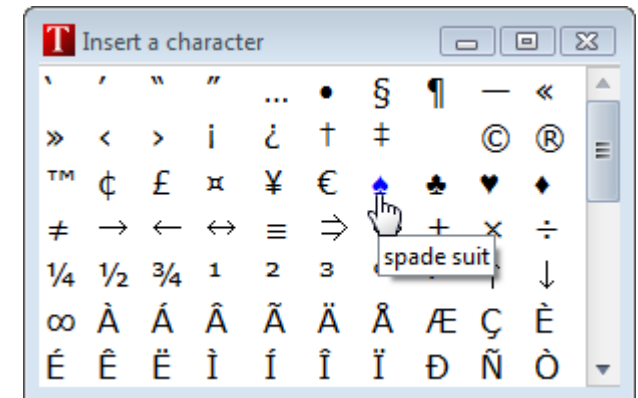 T Insert a character
‵ ′ ‶ ″ … • § ¶ — «
» ‹ › ¡ ¿ † ‡ © ®
™ ¢ £ ¤ ¥ € ♠ ♣ ♥ ♦
≠ → ← ↔ ≡ ⇒ + × ÷
spade suit
¼ ½ ¾ ¹ ² ³ ↓
∞ À Á Â Ã Ä Å Æ Ç È
É Ê Ë Ì Í Î Ï Ð Ñ Ò